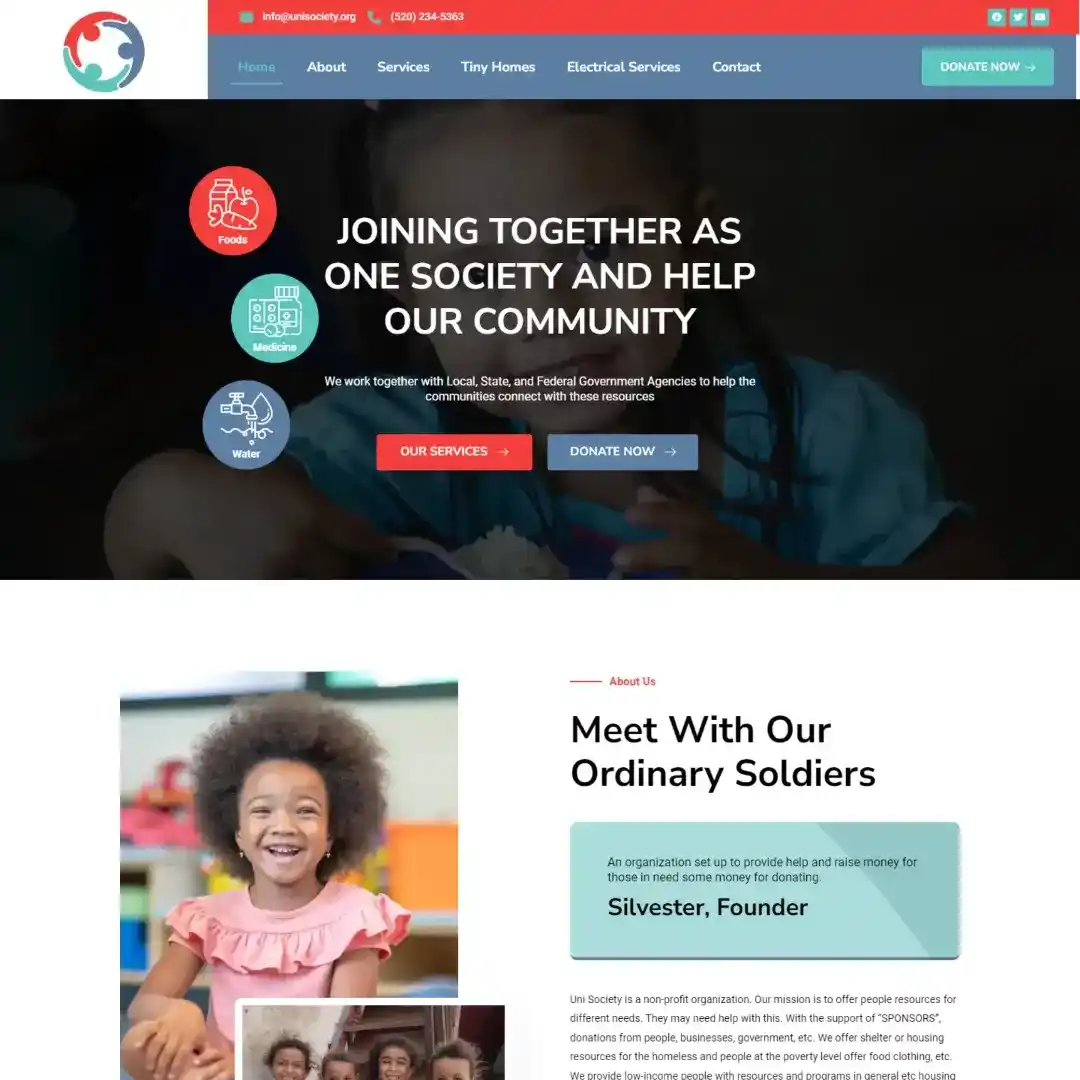 info@unisociety.org (520) 234-5363
Home About Services Tiny Homes Electrical Services Contact DONATE NOW →
Foods
JOINING TOGETHER AS
ONE SOCIETY AND HELP
OUR COMMUNITY
Medicine
We work together with Local, State, and Federal Government Agencies to help the
communities connect with these resources
Water
OUR SERVICES → DONATE NOW →
About Us
Meet With Our
Ordinary Soldiers
An organization set up to provide help and raise money for
those in need some money for donating.
Silvester, Founder
Uni Society is a non-profit organization. Our mission is to offer people resources for
different needs. They may need help with this. With the support of “SPONSORS”,
donations from people, businesses, government, etc. We offer shelter or housing
resources for the homeless and people at the poverty level offer food clothing, etc.
We provide low-income people with resources and programs in general etc housing